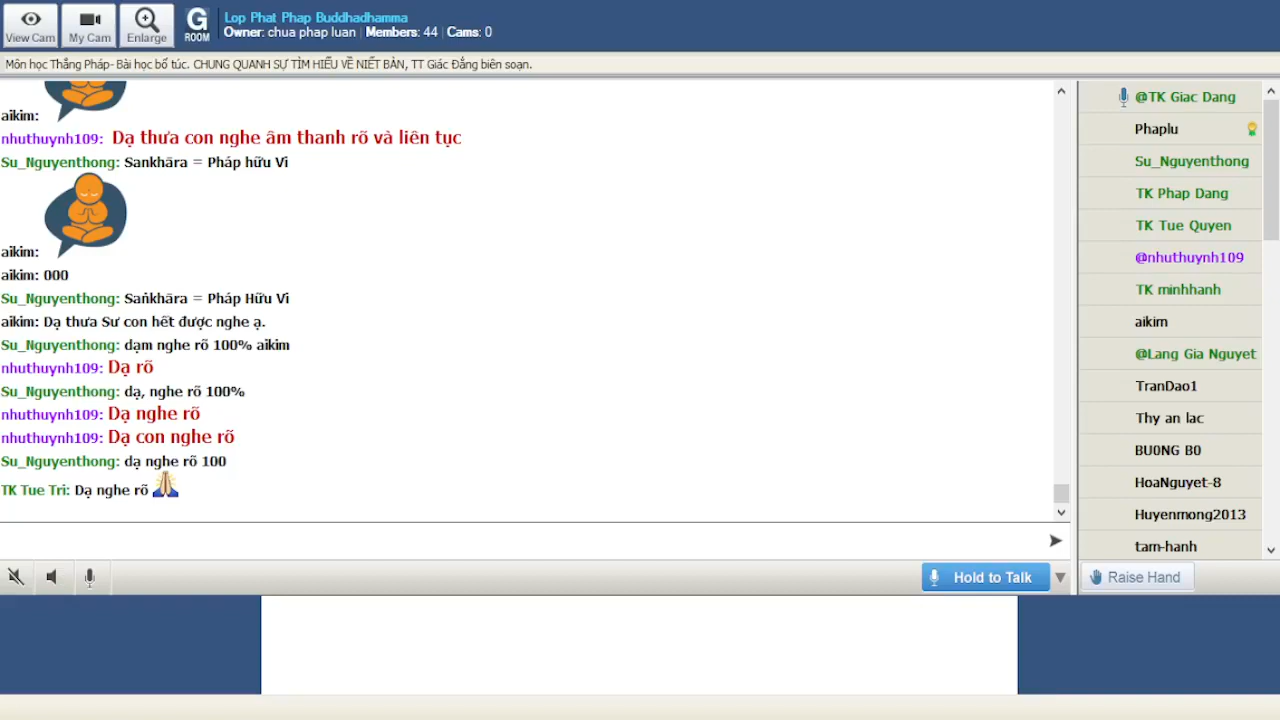 View Cam
My Cam
Enlarge
G
ROOM
Lop Phat Phap Buddhadhamma
Owner: chua phap luan | Members: 44 | Cams: 0
Môn học Thắng Pháp- Bài học bổ túc. CHUNG QUANH SỰ TÌM HIỂU VỀ NIẾT BÀN, TT Giác Đẳng biên soạn.
aikim:
nhuthuynh109: Dạ thưa con nghe âm thanh rõ và liên tục
Su_Nguyenthong: Sankhāra = Pháp hữu Vi
aikim:
aikim: 000
Su_Nguyenthong: Saṅkhāra = Pháp Hữu Vi
aikim: Dạ thưa Sư con hết được nghe ạ.
Su_Nguyenthong: dạm nghe rõ 100% aikim
nhuthuynh109: Dạ rõ
Su_Nguyenthong: dạ, nghe rõ 100%
nhuthuynh109: Dạ nghe rõ
nhuthuynh109: Dạ con nghe rõ
Su_Nguyenthong: dạ nghe rõ 100
TK Tue Tri: Dạ nghe rõ
Hold to Talk
@TK Giac Dang
Phaplu
Su_Nguyenthong
TK Phap Dang
TK Tue Quyen
@nhuthuynh109
TK minhhanh
aikim
@Lang Gia Nguyet
TranDao1
Thy an lac
BU0NG B0
HoaNguyet-8
Huyenmong2013
tam-hanh
Raise Hand